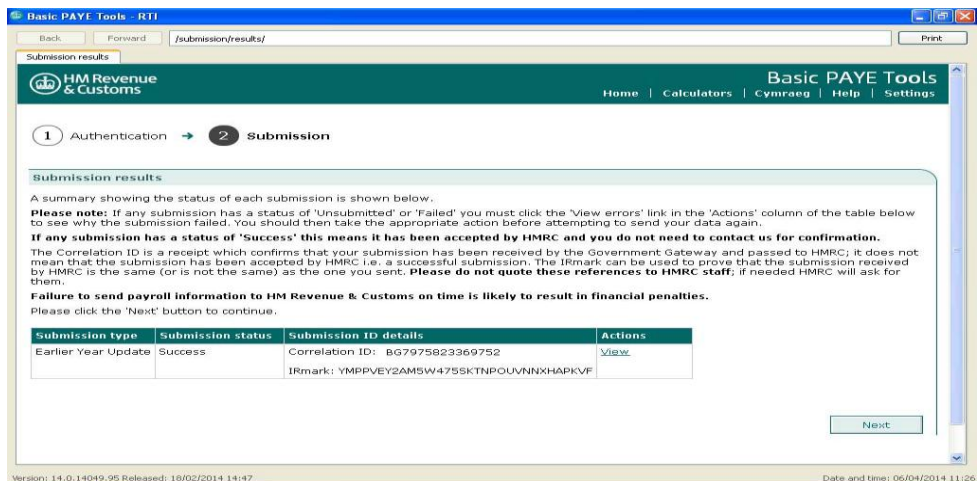 Basic PAYE Tools - RTI
Back Forward /submission/results/ Print
Submission results
HM Revenue
& Customs
Basic PAYE Tools
Home | Calculators | Cymraeg | Help | Settings
1 Authentication → 2 Submission
Submission results
A summary showing the status of each submission is shown below.
Please note: If any submission has a status of 'Unsubmitted' or 'Failed' you must click the 'View errors' link in the 'Actions' column of the table below
to see why the submission failed. You should then take the appropriate action before attempting to send your data again.
If any submission has a status of 'Success' this means it has been accepted by HMRC and you do not need to contact us for confirmation.
The Correlation ID is a receipt which confirms that your submission has been received by the Government Gateway and passed to HMRC; it does not
mean that the submission has been accepted by HMRC i.e. a successful submission. The IRmark can be used to prove that the submission received
by HMRC is the same (or is not the same) as the one you sent. Please do not quote these references to HMRC staff; if needed HMRC will ask for
them.
Failure to send payroll information to HM Revenue & Customs on time is likely to result in financial penalties.
Please click the 'Next' button to continue.
Submission type Submission status Submission ID details Actions
Earlier Year Update Success Correlation ID: BG7975823369752 View
IRmark: YMPPVEY2AM5W475SKTNPOUVNNXHAPKVF
Next
Version: 14.0.14049.95 Released: 18/02/2014 14:47 Date and time: 06/04/2014 11:26